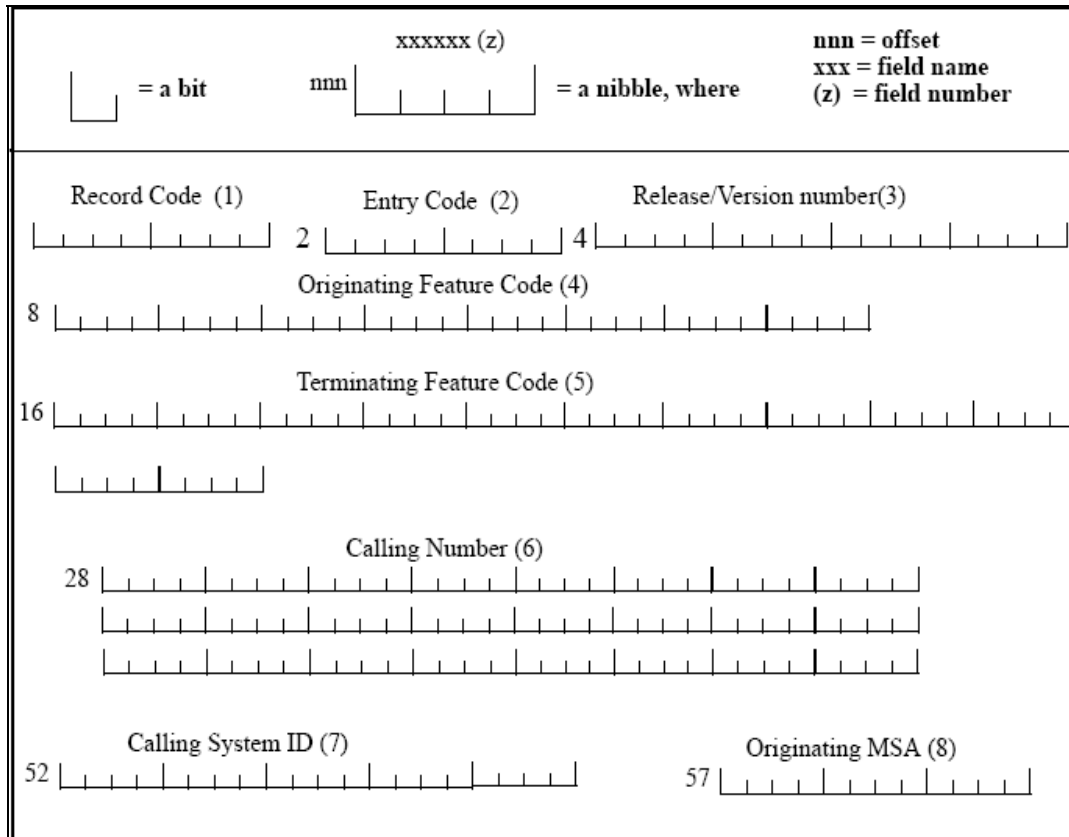 xxxxxx (z)
nnn = offset
xxx = field name
(z) = field number
= a bit
nnn
= a nibble, where
Record Code (1)
Entry Code (2)
Release/Version number(3)
2
4
Originating Feature Code (4)
8
Terminating Feature Code (5)
16
Calling Number (6)
28
Calling System ID (7)
Originating MSA (8)
52
57